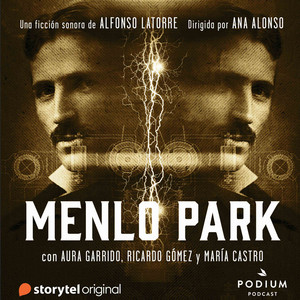 Una ficción sonora de ALFONSO LATORRE Dirigida por ANA ALONSO
MENLO PARK
con AURA GARRIDO, RICARDO GÓMEZ y MARÍA CASTRO
storytel original
PODIUM
PODCAST